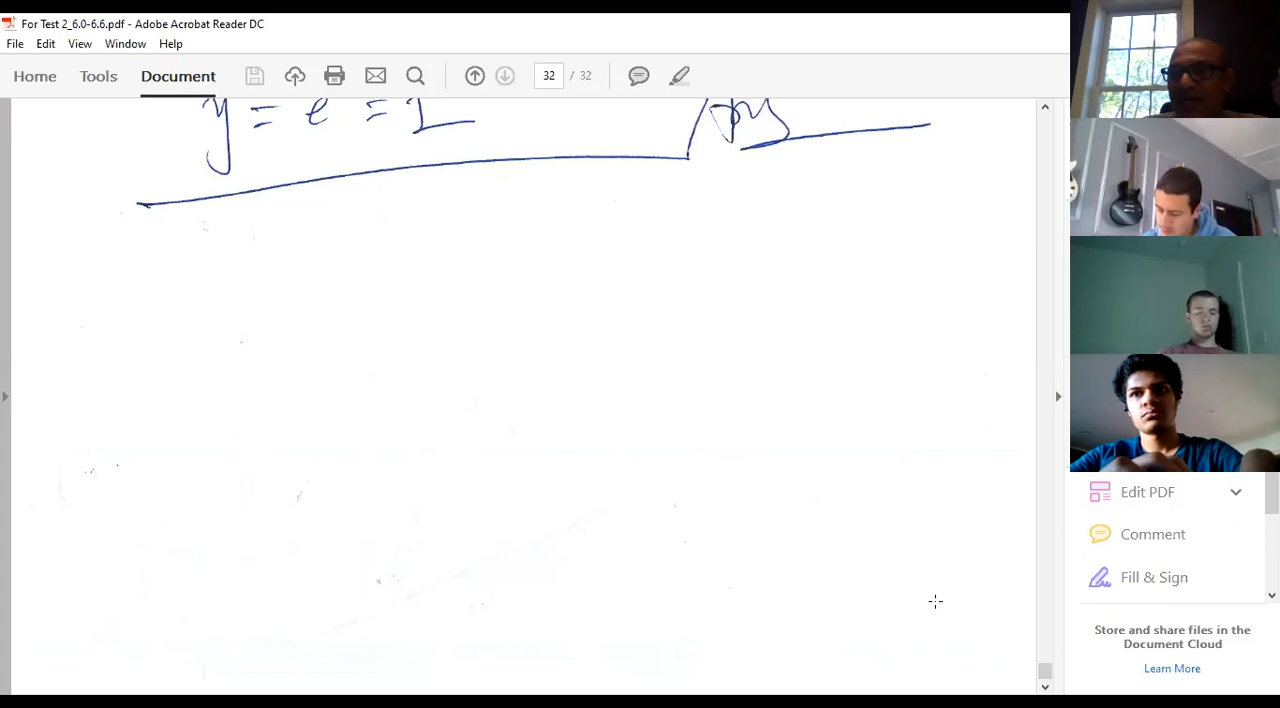 For Test 2_6.0-6.6.pdf - Adobe Acrobat Reader DC
File Edit View Window Help
Home Tools Document 32 / 32
y = e = 1
Edit PDF
Comment
Fill & Sign
Store and share files in the
Document Cloud
Learn More